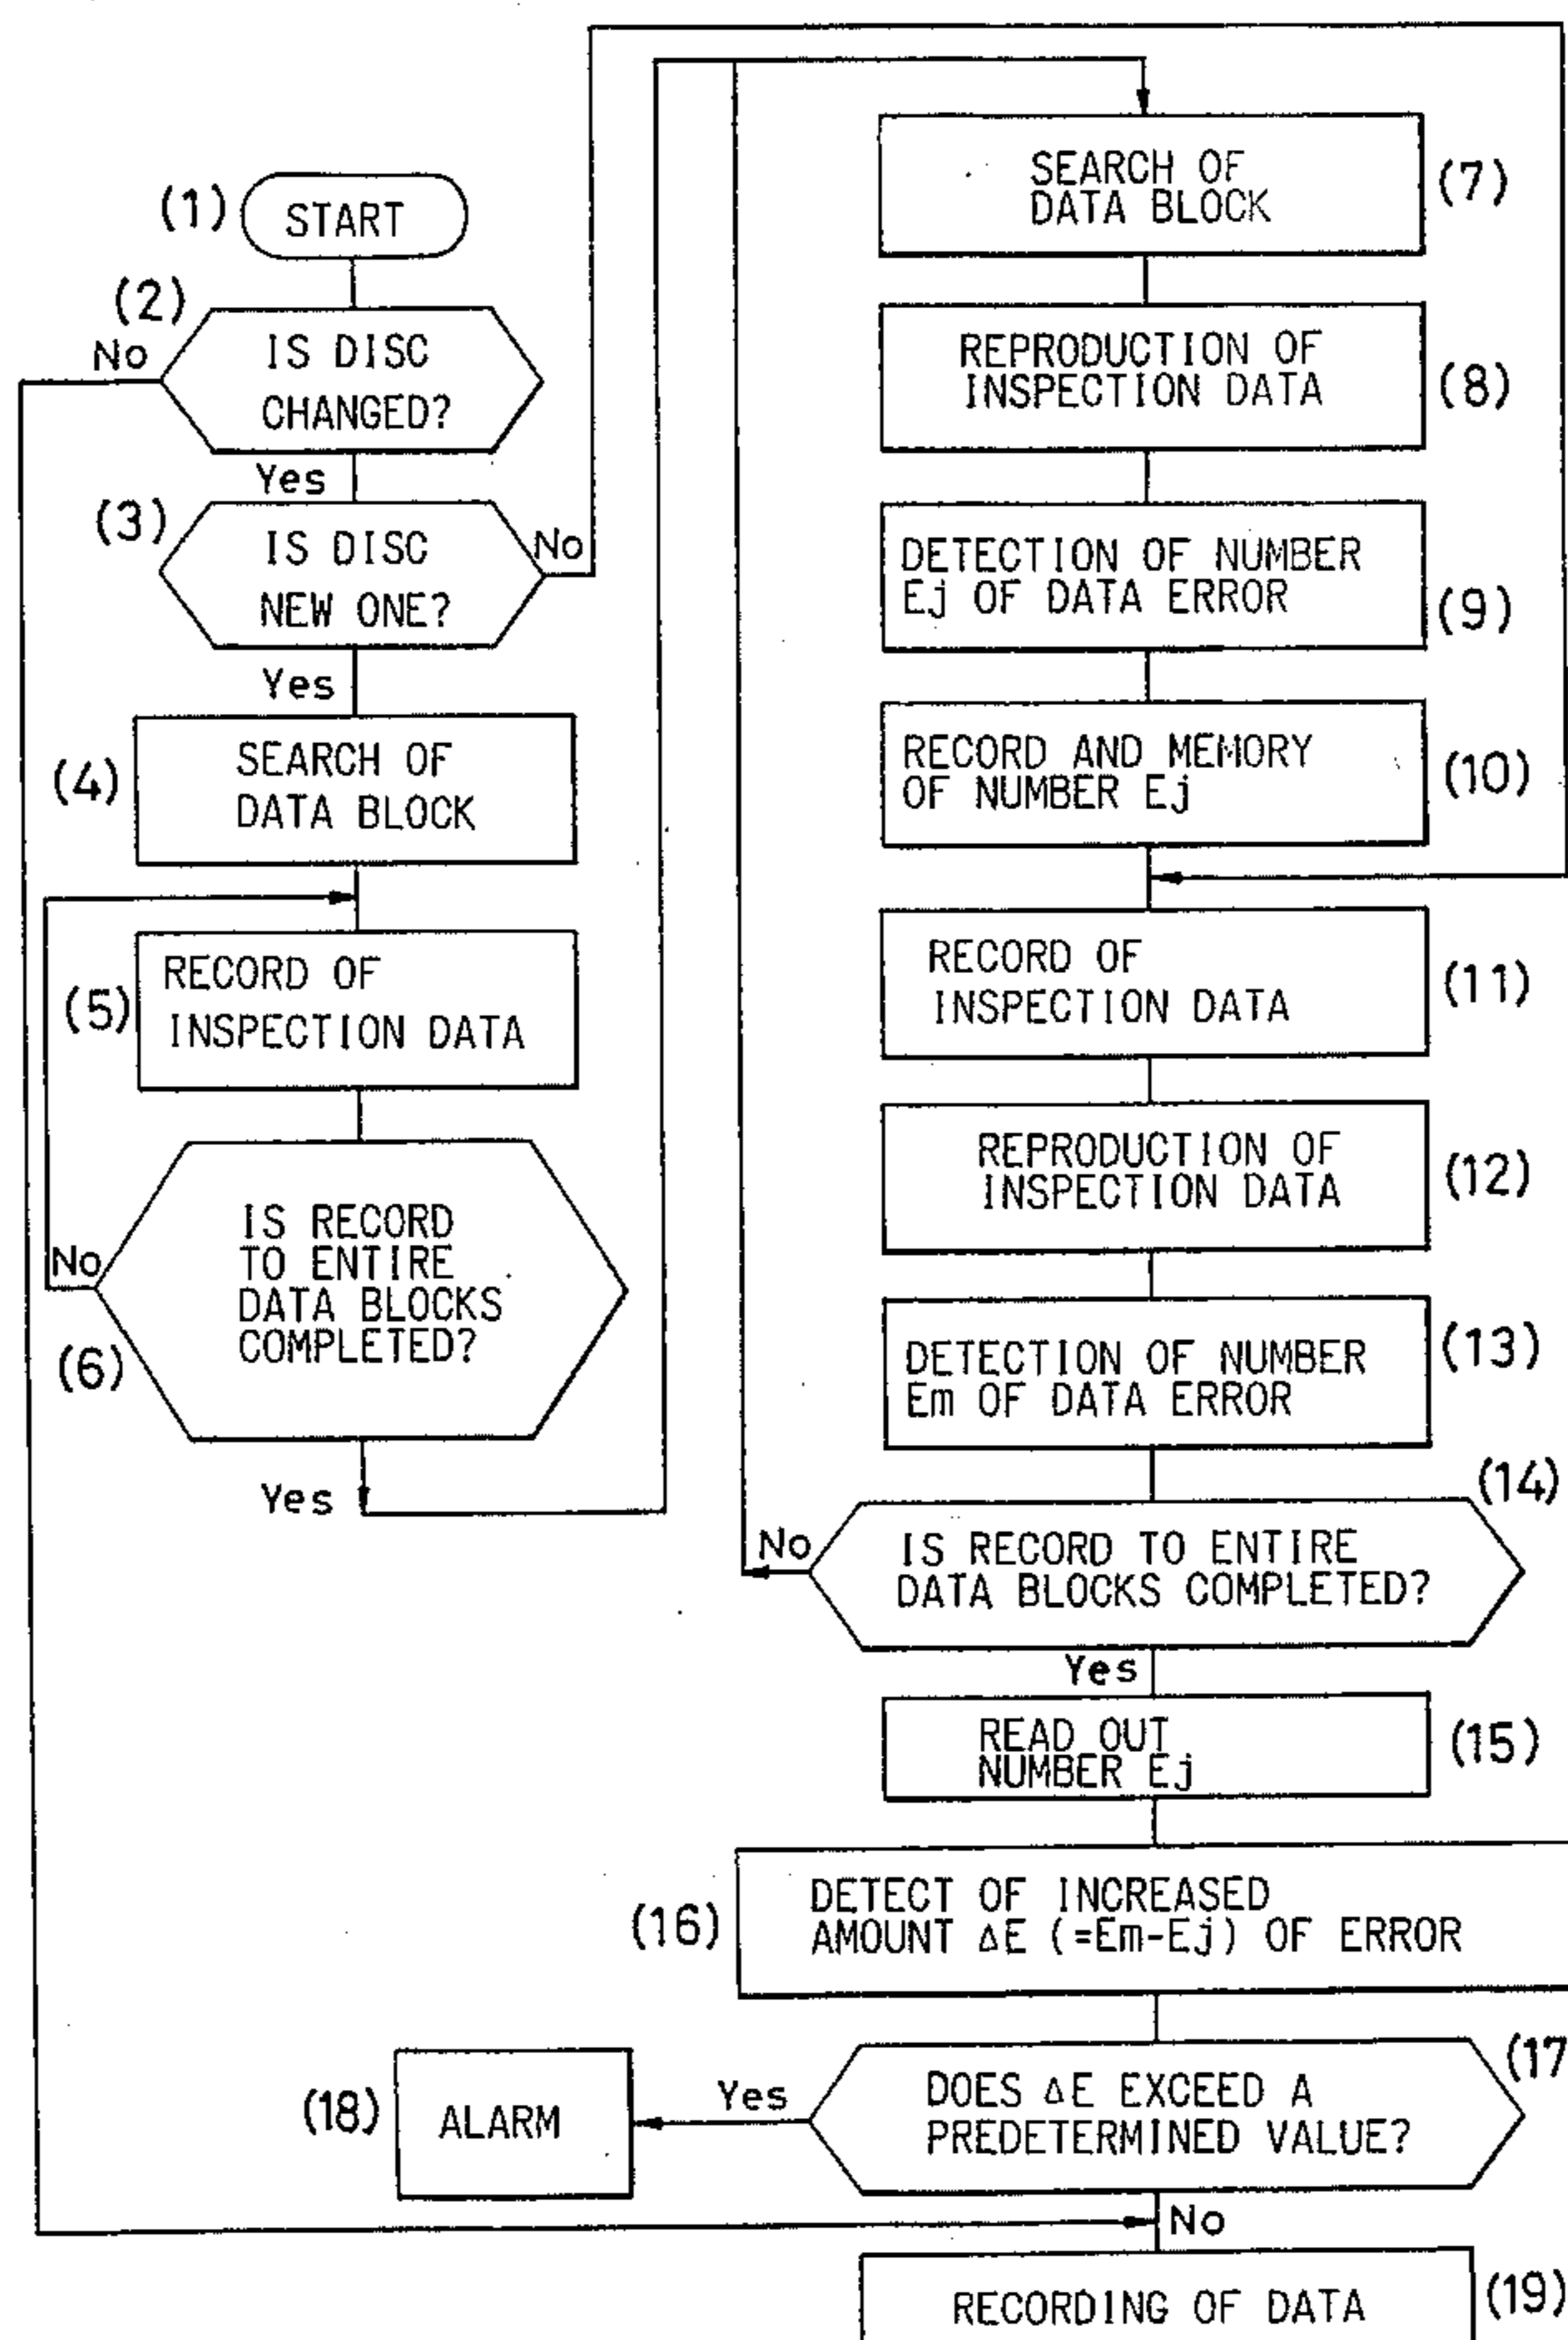 (1)
START
(2)
No
IS DISC
CHANGED?
Yes
(3)
IS DISC
NEW ONE?
No
Yes
(4)
SEARCH OF
DATA BLOCK
(5)
RECORD OF
INSPECTION DATA
No
IS RECORD
TO ENTIRE
DATA BLOCKS
COMPLETED?
(6)
Yes
SEARCH OF
DATA BLOCK
(7)
REPRODUCTION OF
INSPECTION DATA
(8)
DETECTION OF NUMBER
Ej OF DATA ERROR
(9)
RECORD AND MEMORY
OF NUMBER Ej
(10)
RECORD OF
INSPECTION DATA
(11)
REPRODUCTION OF
INSPECTION DATA
(12)
DETECTION OF NUMBER
Em OF DATA ERROR
(13)
(14)
No
IS RECORD TO ENTIRE
DATA BLOCKS COMPLETED?
Yes
READ OUT
NUMBER Ej
(15)
(16)
DETECT OF INCREASED
AMOUNT ΔE (=Em-Ej) OF ERROR
(17
DOES ΔE EXCEED A
PREDETERMINED VALUE?
Yes
(18)
ALARM
No
RECORDING OF DATA
(19)